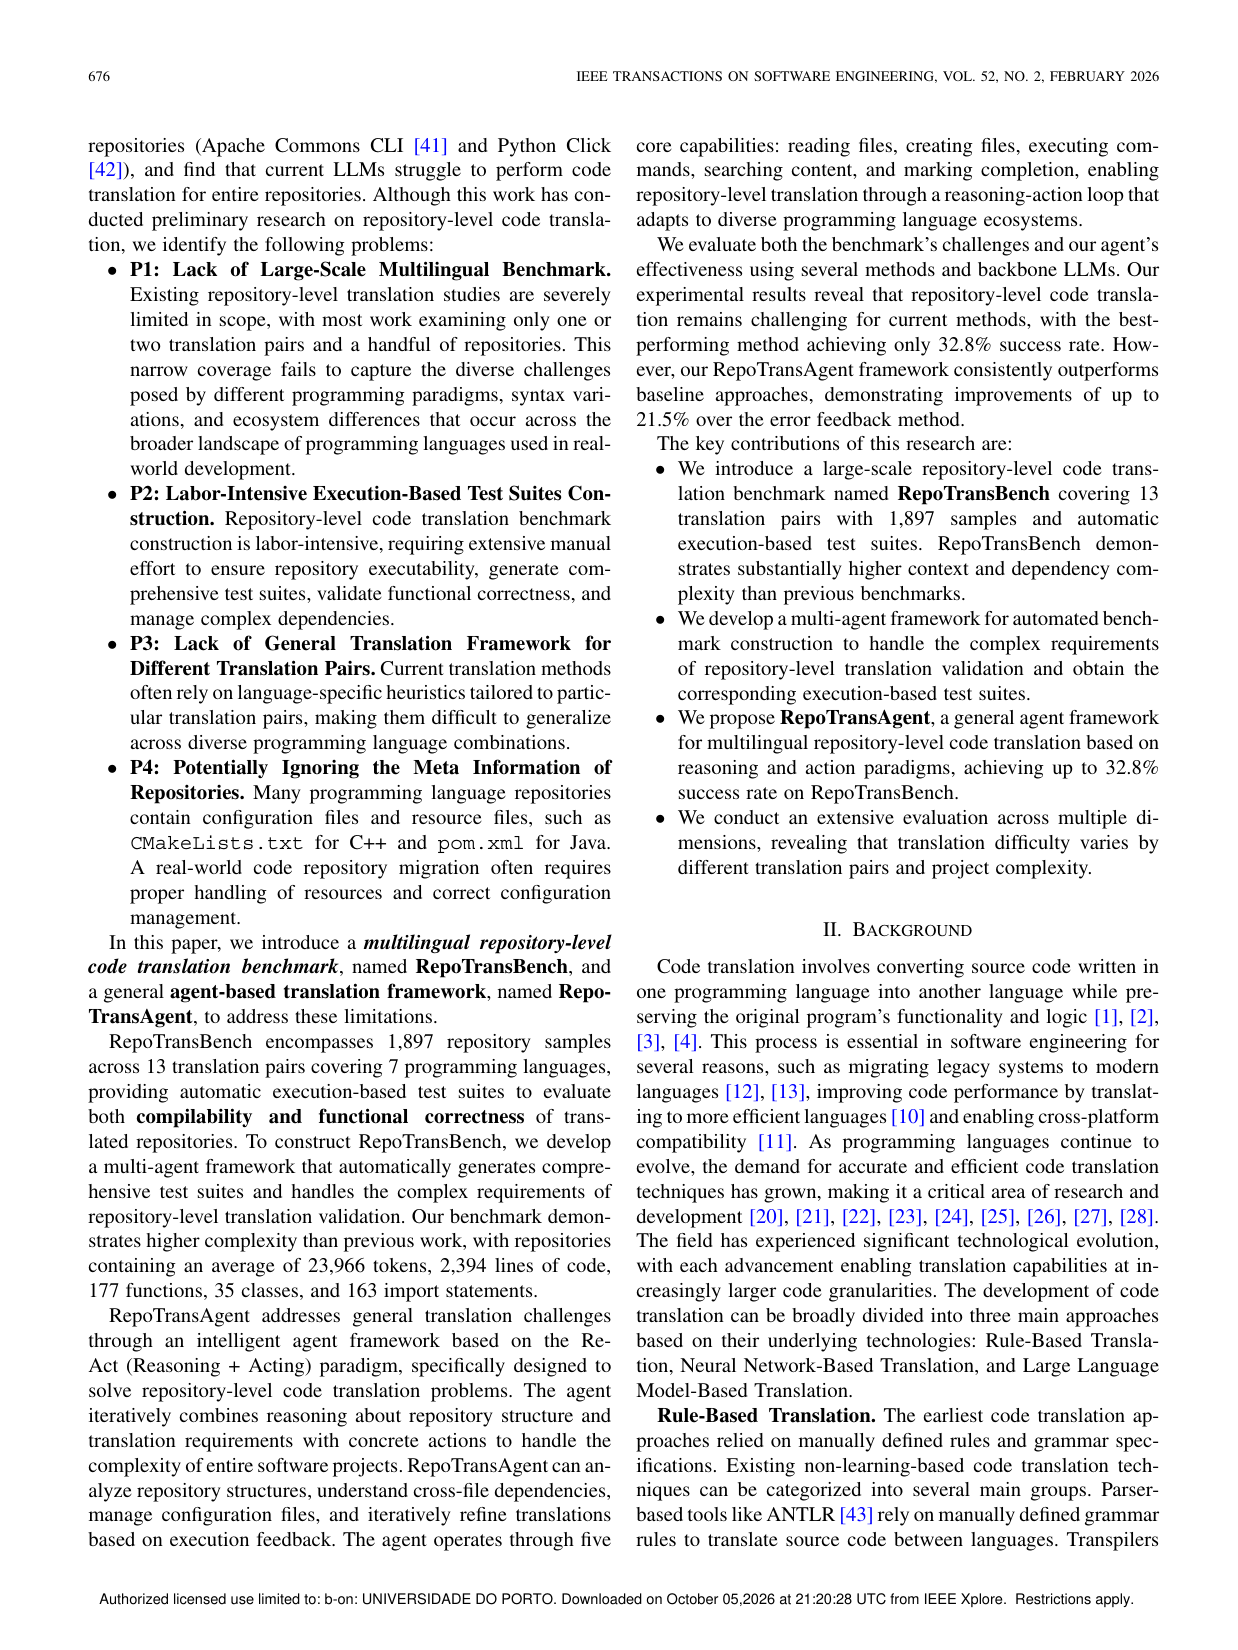 676
IEEE TRANSACTIONS ON SOFTWARE ENGINEERING, VOL. 52, NO. 2, FEBRUARY 2026
repositories (Apache Commons CLI [41] and Python Click
[42]), and find that current LLMs struggle to perform code
translation for entire repositories. Although this work has con-
ducted preliminary research on repository-level code transla-
tion, we identify the following problems:
• P1: Lack of Large-Scale Multilingual Benchmark.
Existing repository-level translation studies are severely
limited in scope, with most work examining only one or
two translation pairs and a handful of repositories. This
narrow coverage fails to capture the diverse challenges
posed by different programming paradigms, syntax vari-
ations, and ecosystem differences that occur across the
broader landscape of programming languages used in real-
world development.
• P2: Labor-Intensive Execution-Based Test Suites Con-
struction. Repository-level code translation benchmark
construction is labor-intensive, requiring extensive manual
effort to ensure repository executability, generate com-
prehensive test suites, validate functional correctness, and
manage complex dependencies.
• P3: Lack of General Translation Framework for
Different Translation Pairs. Current translation methods
often rely on language-specific heuristics tailored to partic-
ular translation pairs, making them difficult to generalize
across diverse programming language combinations.
• P4: Potentially Ignoring the Meta Information of
Repositories. Many programming language repositories
contain configuration files and resource files, such as
CMakeLists.txt for C++ and pom.xml for Java.
A real-world code repository migration often requires
proper handling of resources and correct configuration
management.
In this paper, we introduce a multilingual repository-level
code translation benchmark, named RepoTransBench, and
a general agent-based translation framework, named Repo-
TransAgent, to address these limitations.
RepoTransBench encompasses 1,897 repository samples
across 13 translation pairs covering 7 programming languages,
providing automatic execution-based test suites to evaluate
both compilability and functional correctness of trans-
lated repositories. To construct RepoTransBench, we develop
a multi-agent framework that automatically generates compre-
hensive test suites and handles the complex requirements of
repository-level translation validation. Our benchmark demon-
strates higher complexity than previous work, with repositories
containing an average of 23,966 tokens, 2,394 lines of code,
177 functions, 35 classes, and 163 import statements.
RepoTransAgent addresses general translation challenges
through an intelligent agent framework based on the Re-
Act (Reasoning + Acting) paradigm, specifically designed to
solve repository-level code translation problems. The agent
iteratively combines reasoning about repository structure and
translation requirements with concrete actions to handle the
complexity of entire software projects. RepoTransAgent can an-
alyze repository structures, understand cross-file dependencies,
manage configuration files, and iteratively refine translations
based on execution feedback. The agent operates through five
core capabilities: reading files, creating files, executing com-
mands, searching content, and marking completion, enabling
repository-level translation through a reasoning-action loop that
adapts to diverse programming language ecosystems.
We evaluate both the benchmark's challenges and our agent's
effectiveness using several methods and backbone LLMs. Our
experimental results reveal that repository-level code transla-
tion remains challenging for current methods, with the best-
performing method achieving only 32.8% success rate. How-
ever, our RepoTransAgent framework consistently outperforms
baseline approaches, demonstrating improvements of up to
21.5% over the error feedback method.
The key contributions of this research are:
• We introduce a large-scale repository-level code trans-
lation benchmark named RepoTransBench covering 13
translation pairs with 1,897 samples and automatic
execution-based test suites. RepoTransBench demon-
strates substantially higher context and dependency com-
plexity than previous benchmarks.
• We develop a multi-agent framework for automated bench-
mark construction to handle the complex requirements
of repository-level translation validation and obtain the
corresponding execution-based test suites.
• We propose RepoTransAgent, a general agent framework
for multilingual repository-level code translation based on
reasoning and action paradigms, achieving up to 32.8%
success rate on RepoTransBench.
• We conduct an extensive evaluation across multiple di-
mensions, revealing that translation difficulty varies by
different translation pairs and project complexity.
II. BACKGROUND
Code translation involves converting source code written in
one programming language into another language while pre-
serving the original program's functionality and logic [1], [2],
[3], [4]. This process is essential in software engineering for
several reasons, such as migrating legacy systems to modern
languages [12], [13], improving code performance by translat-
ing to more efficient languages [10] and enabling cross-platform
compatibility [11]. As programming languages continue to
evolve, the demand for accurate and efficient code translation
techniques has grown, making it a critical area of research and
development [20], [21], [22], [23], [24], [25], [26], [27], [28].
The field has experienced significant technological evolution,
with each advancement enabling translation capabilities at in-
creasingly larger code granularities. The development of code
translation can be broadly divided into three main approaches
based on their underlying technologies: Rule-Based Transla-
tion, Neural Network-Based Translation, and Large Language
Model-Based Translation.
Rule-Based Translation. The earliest code translation ap-
proaches relied on manually defined rules and grammar spec-
ifications. Existing non-learning-based code translation tech-
niques can be categorized into several main groups. Parser-
based tools like ANTLR [43] rely on manually defined grammar
rules to translate source code between languages. Transpilers
Authorized licensed use limited to: b-on: UNIVERSIDADE DO PORTO. Downloaded on October 05,2026 at 21:20:28 UTC from IEEE Xplore. Restrictions apply.